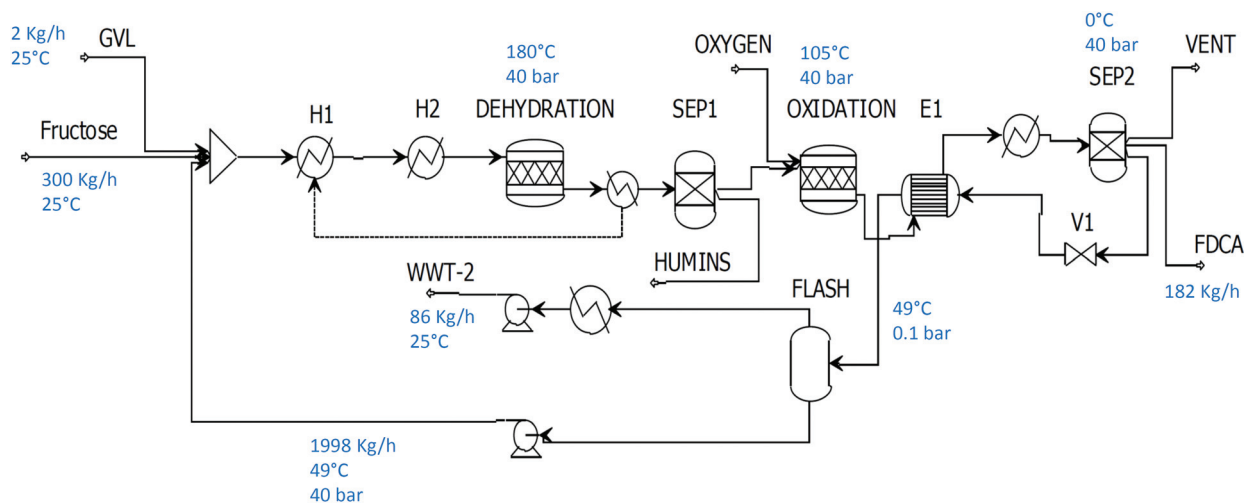 2 Kg/h
25°C
GVL
Fructose
300 Kg/h
25°C
H1
H2
180°C
40 bar
DEHYDRATION
SEP1
HUMINS
OXYGEN
105°C
40 bar
OXIDATION
E1
0°C
40 bar
SEP2
VENT
V1
FDCA
182 Kg/h
WWT-2
86 Kg/h
25°C
FLASH
49°C
0.1 bar
1998 Kg/h
49°C
40 bar